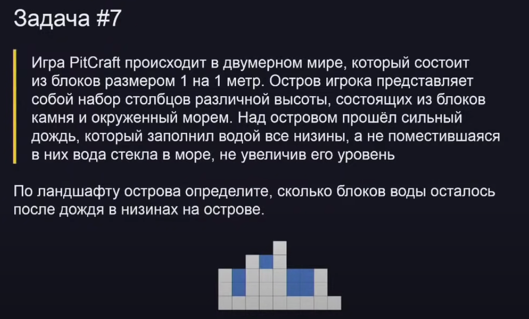 Задача #7
Игра PitCraft происходит в двумерном мире, который состоит
из блоков размером 1 на 1 метр. Остров игрока представляет
собой набор столбцов различной высоты, состоящих из блоков
камня и окруженный морем. Над островом прошёл сильный
дождь, который заполнил водой все низины, а не поместившаяся
в них вода стекла в море, не увеличив его уровень
По ландшафту острова определите, сколько блоков воды осталось
после дождя в низинах на острове.